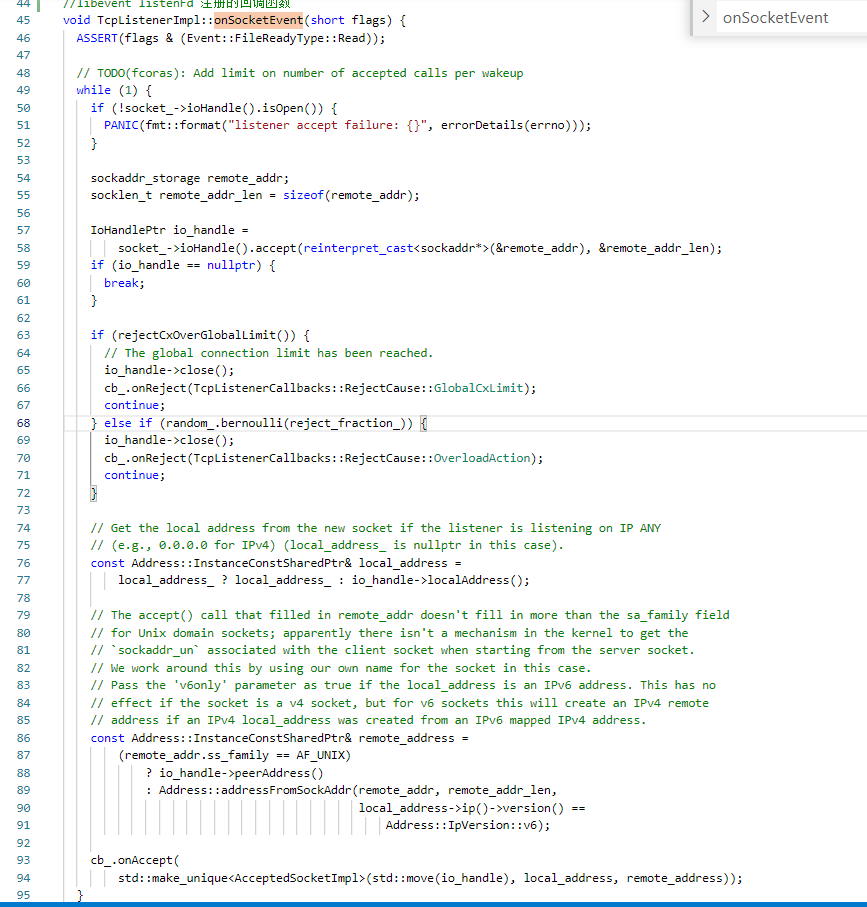 44 //libevent listenFd 注册的回调函数
onSocketEvent
45 void TcpListenerImpl::onSocketEvent(short flags) {
46 ASSERT(flags & (Event::FileReadyType::Read));
47
48 // TODO(fcoras): Add limit on number of accepted calls per wakeup
49 while (1) {
50 if (!socket_->ioHandle().isOpen()) {
51 PANIC(fmt::format("listener accept failure: {}", errorDetails(errno)));
52 }
53
54 sockaddr_storage remote_addr;
55 socklen_t remote_addr_len = sizeof(remote_addr);
56
57 IoHandlePtr io_handle =
58 socket_->ioHandle().accept(reinterpret_cast<sockaddr*>(&remote_addr), &remote_addr_len);
59 if (io_handle == nullptr) {
60 break;
61 }
62
63 if (rejectCxOverGlobalLimit()) {
64 // The global connection limit has been reached.
65 io_handle->close();
66 cb_.onReject(TcpListenerCallbacks::RejectCause::GlobalCxLimit);
67 continue;
68 } else if (random_.bernoulli(reject_fraction_)) {
69 io_handle->close();
70 cb_.onReject(TcpListenerCallbacks::RejectCause::OverloadAction);
71 continue;
72 }
73
74 // Get the local address from the new socket if the listener is listening on IP ANY
75 // (e.g., 0.0.0.0 for IPv4) (local_address_ is nullptr in this case).
76 const Address::InstanceConstSharedPtr& local_address =
77 local_address_ ? local_address_ : io_handle->localAddress();
78
79 // The accept() call that filled in remote_addr doesn't fill in more than the sa_family field
80 // for Unix domain sockets; apparently there isn't a mechanism in the kernel to get the
81 // `sockaddr_un` associated with the client socket when starting from the server socket.
82 // We work around this by using our own name for the socket in this case.
83 // Pass the 'v6only' parameter as true if the local_address is an IPv6 address. This has no
84 // effect if the socket is a v4 socket, but for v6 sockets this will create an IPv4 remote
85 // address if an IPv4 local_address was created from an IPv6 mapped IPv4 address.
86 const Address::InstanceConstSharedPtr& remote_address =
87 (remote_addr.ss_family == AF_UNIX)
88 ? io_handle->peerAddress()
89 : Address::addressFromSockAddr(remote_addr, remote_addr_len,
90 local_address->ip()->version() ==
91 Address::IpVersion::v6);
92
93 cb_.onAccept(
94 std::make_unique<AcceptedSocketImpl>(std::move(io_handle), local_address, remote_address));
95 }